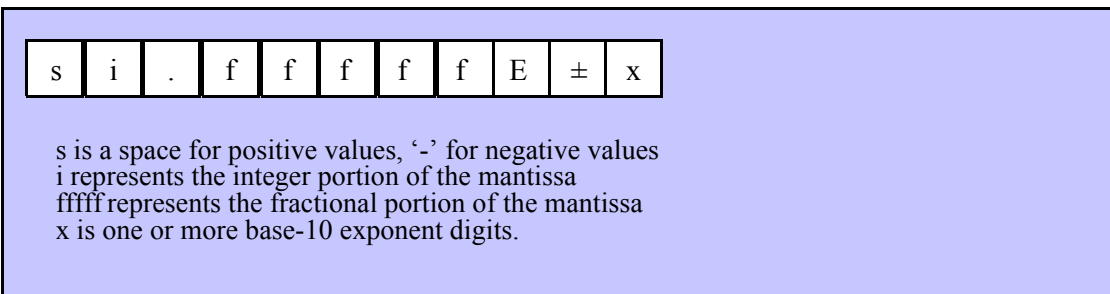 s i . f f f f f E ± x
s is a space for positive values, ‘-’ for negative values
i represents the integer portion of the mantissa
fffff represents the fractional portion of the mantissa
x is one or more base-10 exponent digits.